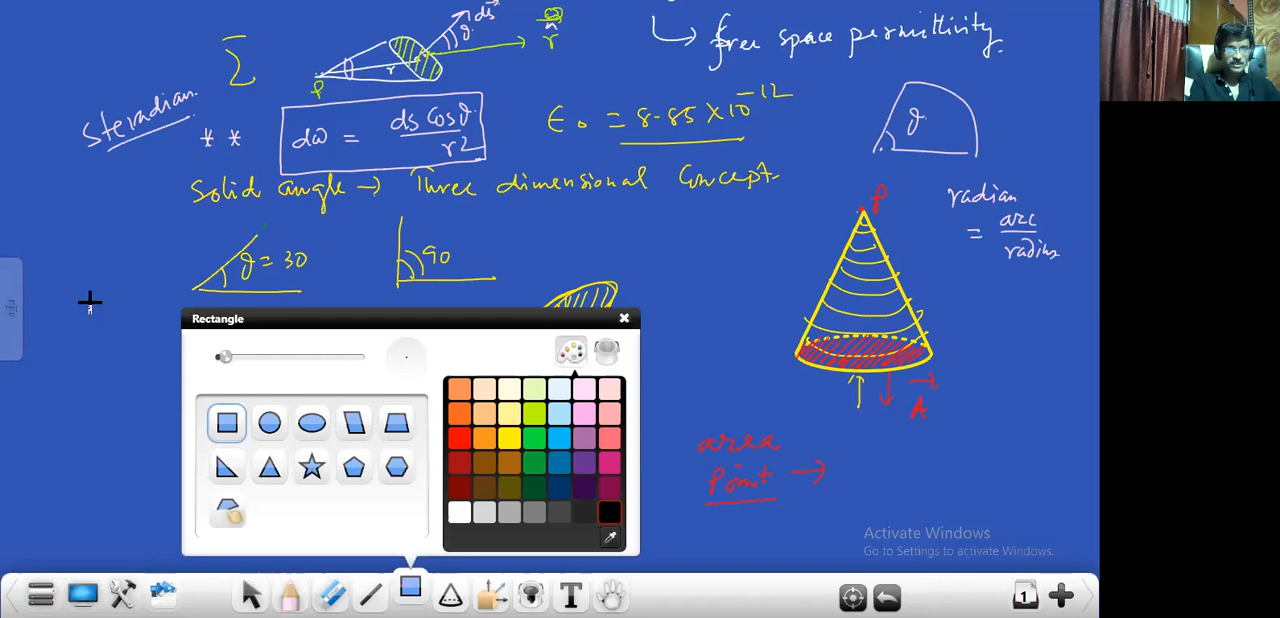 ds
θ
n
r
free space permittivity
Σ
r
P
Steradian
* *
dω = ds cosθ / r2
ε0 = 8.85 × 10 -12
θ
Solid angle → Three dimensional Concept.
radian
= arc / radius
P
θ = 30
90
Rectangle
A
area
Point →
Activate Windows
Go to Settings to activate Windows.
T
1